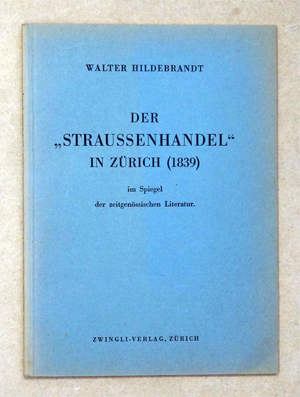 WALTER HILDEBRANDT
DER
„STRAUSSENHANDEL“
IN ZÜRICH (1839)
im Spiegel
der zeitgenössischen Literatur.
ZWINGLI-VERLAG, ZÜRICH